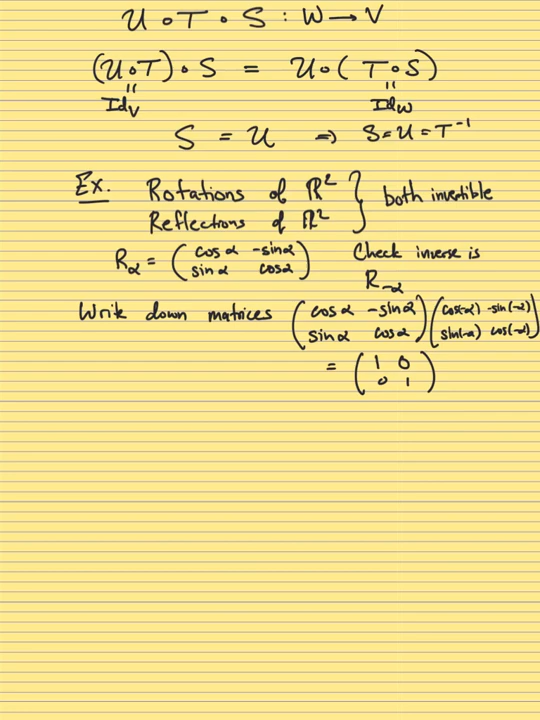 U ∘ T ∘ S : W → V
(U∘T) ∘ S = U ∘ ( T∘S)
" "
Id_V Id_W
S = U ⇒ S = U = T⁻¹
Ex. Rotations of ℝ² } both invertible
Reflections of ℝ²
R_α = ( cos α -sin α ; sin α cos α ) Check inverse is
R_-α
Write down matrices ( cos α -sin α ; sin α cos α ) ( cos(-α) -sin(-α) ; sin(-α) cos(-α) )
= ( 1 0 ; 0 1 )